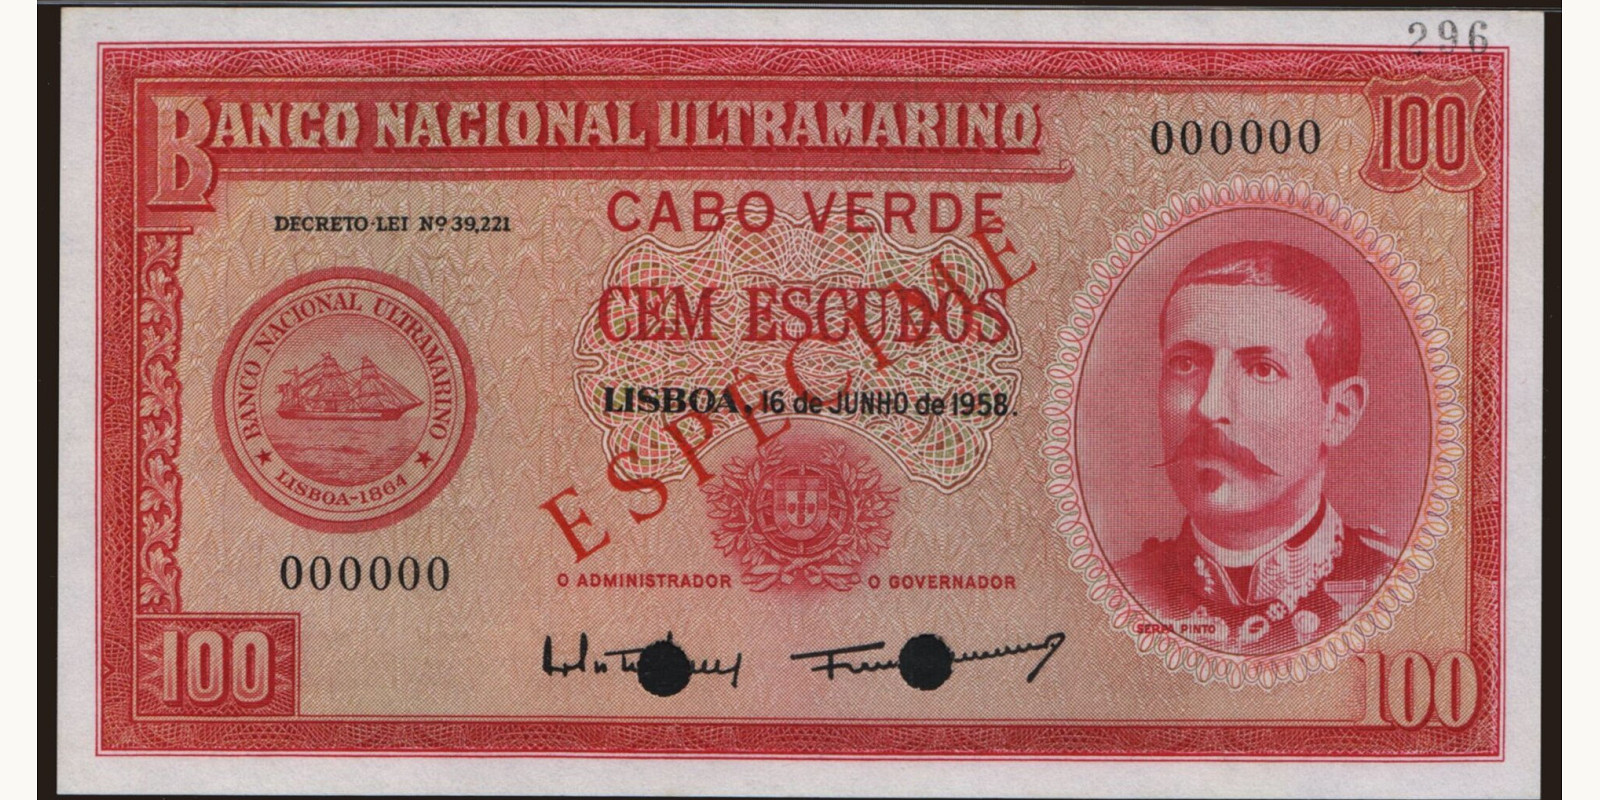 296
BANCO NACIONAL ULTRAMARINO
000000
100
CABO VERDE
DECRETO-LEI Nº 39,221
CEM ESCUDOS
BANCO NACIONAL ULTRAMARINO
LISBOA-1864
LISBOA, 16 de JUNHO de 1958.
ESPECIME
000000
O ADMINISTRADOR
O GOVERNADOR
SERPA PINTO
100
100